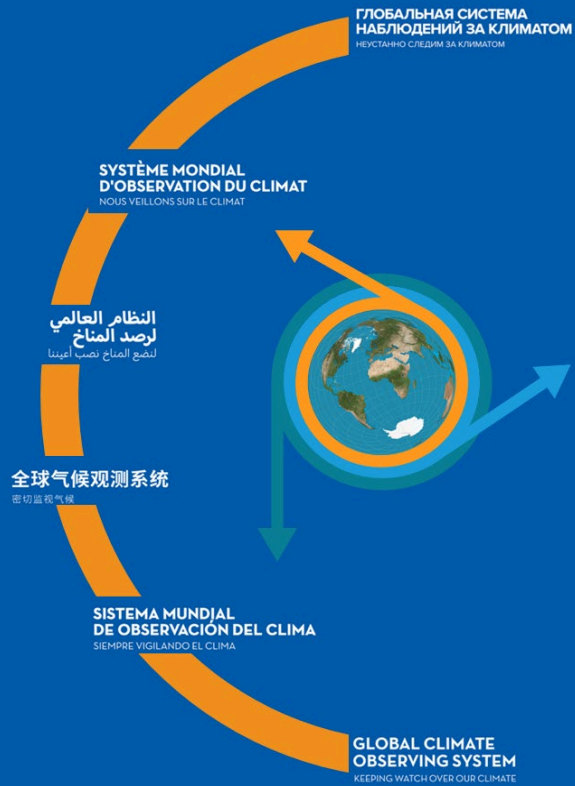 ГЛОБАЛЬНАЯ СИСТЕМА
НАБЛЮДЕНИЙ ЗА КЛИМАТОМ
НЕУСТАННО СЛЕДИМ ЗА КЛИМАТОМ
SYSTÈME MONDIAL
D'OBSERVATION DU CLIMAT
NOUS VEILLONS SUR LE CLIMAT
النظام العالمي
لرصد المناخ
لنضع المناخ نصب أعيننا
全球气候观测系统
密切监视气候
SISTEMA MUNDIAL
DE OBSERVACIÓN DEL CLIMA
SIEMPRE VIGILANDO EL CLIMA
GLOBAL CLIMATE
OBSERVING SYSTEM
KEEPING WATCH OVER OUR CLIMATE